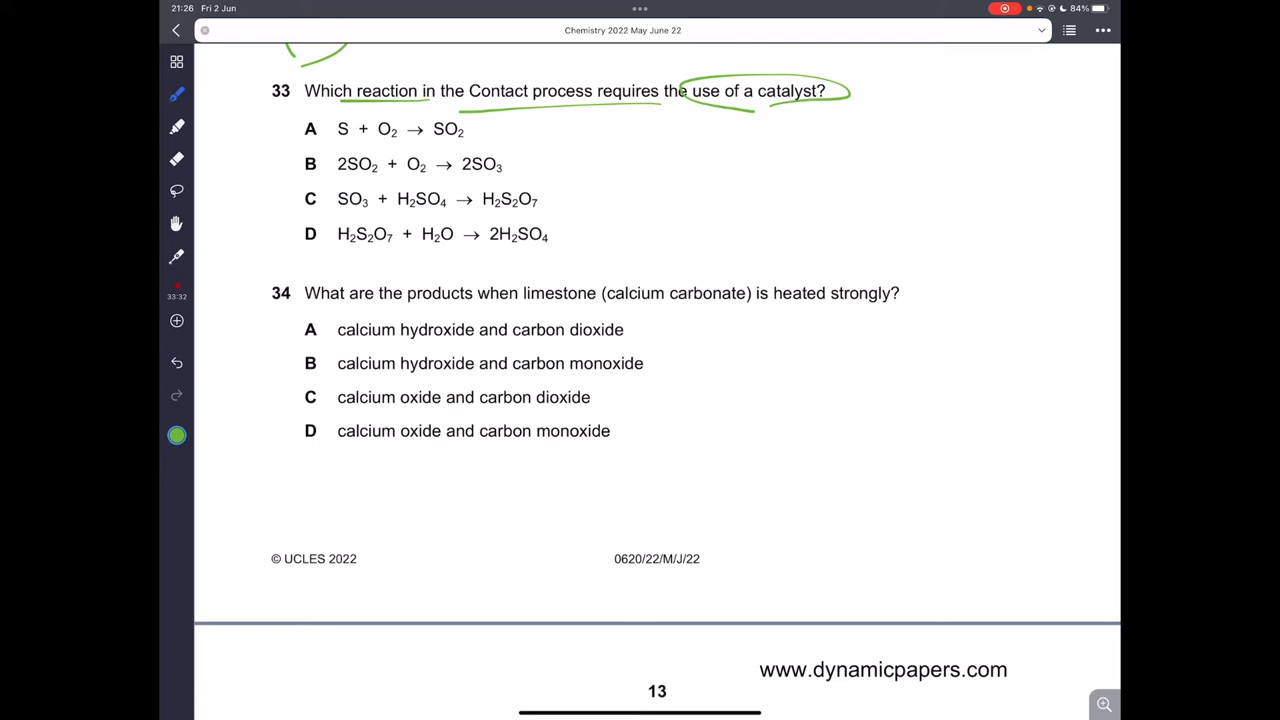 21:26 Fri 2 Jun
84%
Chemistry 2022 May June 22
33 Which reaction in the Contact process requires the use of a catalyst?
A S + O₂ → SO₂
B 2SO₂ + O₂ → 2SO₃
C SO₃ + H₂SO₄ → H₂S₂O₇
D H₂S₂O₇ + H₂O → 2H₂SO₄
33:32
34 What are the products when limestone (calcium carbonate) is heated strongly?
A calcium hydroxide and carbon dioxide
B calcium hydroxide and carbon monoxide
C calcium oxide and carbon dioxide
D calcium oxide and carbon monoxide
© UCLES 2022
0620/22/M/J/22
www.dynamicpapers.com
13